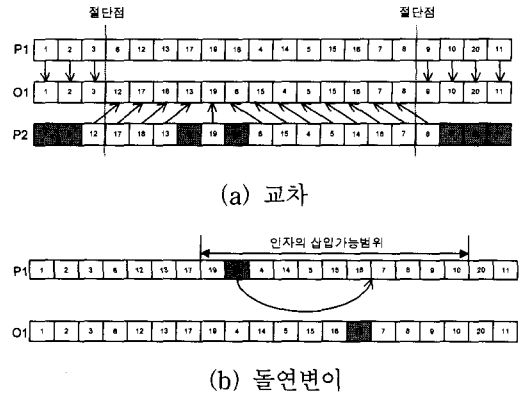 절단점 절단점
P1 1 2 3 6 12 13 17 19 18 4 14 5 15 16 7 8 9 10 20 11
O1 1 2 3 12 17 18 13 19 6 15 4 5 14 16 7 8 9 10 20 11
P2 12 17 18 13 19 6 15 4 5 14 16 7 8
(a) 교차
인자의 삽입가능범위
P1 1 2 3 6 12 13 17 19 4 14 5 15 16 7 8 9 10 20 11
O1 1 2 3 6 12 13 17 19 4 14 5 15 16 7 8 9 10 20 11
(b) 돌연변이